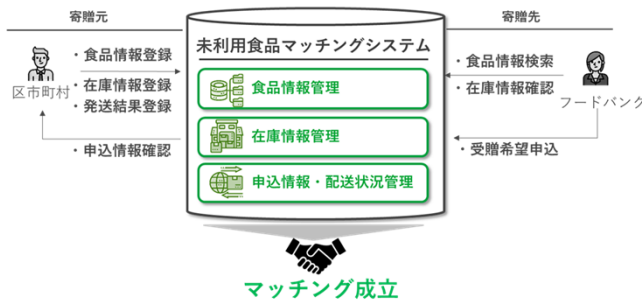 寄贈元
寄贈先
未利用食品マッチングシステム
・食品情報登録
・在庫情報登録
・発送結果登録
区市町村
・申込情報確認
食品情報管理
在庫情報管理
申込情報・配送状況管理
・食品情報検索
・在庫情報確認
フードバンク
・受贈希望申込
マッチング成立